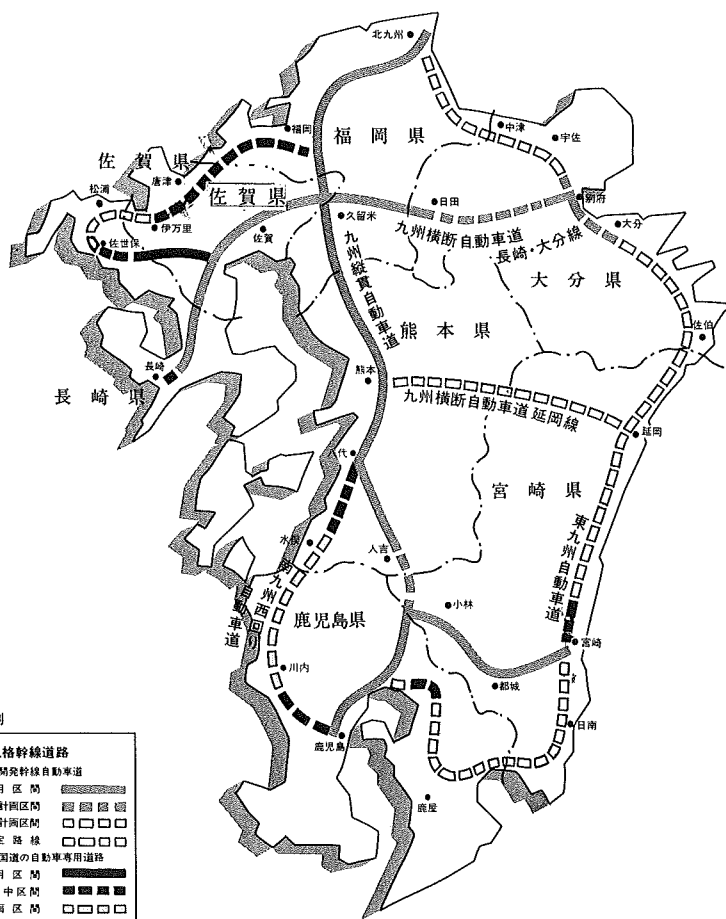 北九州
中津
宇佐
福岡
福岡県
佐賀県
唐津
松浦
佐賀県
伊万里
佐世保
佐賀
久留米
日田
別府
大分
九州横断自動車道
長崎・大分線
大分県
九州縦貫自動車道
熊本県
佐伯
長崎
長崎県
熊本
九州横断自動車道 延岡線
延岡
八代
宮崎県
水俣
人吉
東九州自動車道
南九州西回り
自動車道
鹿児島県
小林
宮崎
川内
都城
日南
鹿児島
鹿屋
格幹線道路
開発幹線自動車道
用区間
計画区間
計画区間
定路線
国道の自動車専用道路
用区間
中区間
画区間